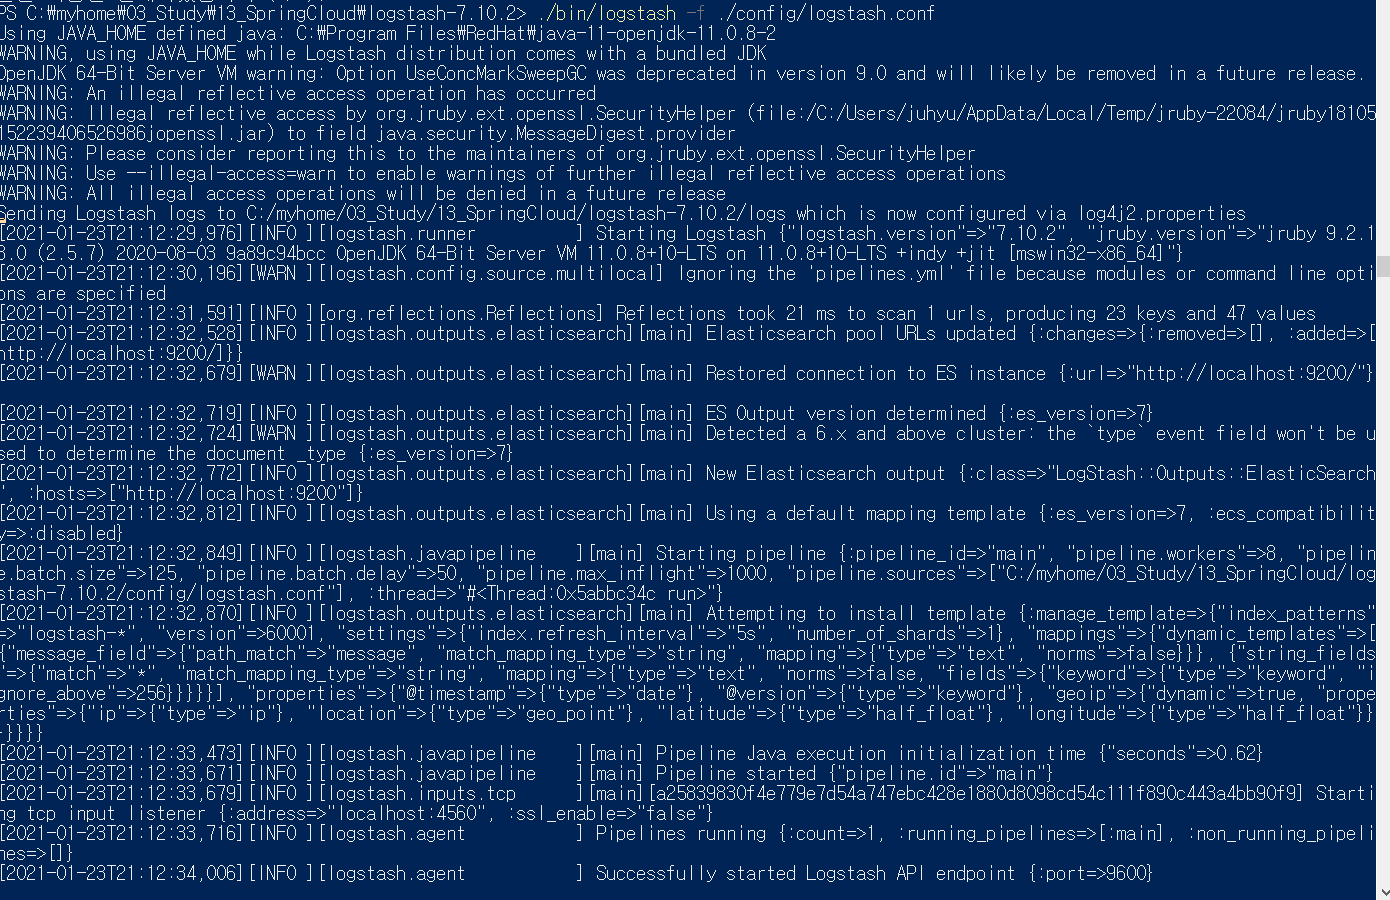 PS C:₩myhome₩03_Study₩13_SpringCloud₩logstash-7.10.2> ./bin/logstash -f ./config/logstash.conf
Using JAVA_HOME defined java: C:₩Program Files₩RedHat₩java-11-openjdk-11.0.8-2
WARNING, using JAVA_HOME while Logstash distribution comes with a bundled JDK
OpenJDK 64-Bit Server VM warning: Option UseConcMarkSweepGC was deprecated in version 9.0 and will likely be removed in a future release.
WARNING: An illegal reflective access operation has occurred
WARNING: Illegal reflective access by org.jruby.ext.openssl.SecurityHelper (file:/C:/Users/juhyu/AppData/Local/Temp/jruby-22084/jruby18105
152239406526986jopenssl.jar) to field java.security.MessageDigest.provider
WARNING: Please consider reporting this to the maintainers of org.jruby.ext.openssl.SecurityHelper
WARNING: Use --illegal-access=warn to enable warnings of further illegal reflective access operations
WARNING: All illegal access operations will be denied in a future release
Sending Logstash logs to C:/myhome/03_Study/13_SpringCloud/logstash-7.10.2/logs which is now configured via log4j2.properties
[2021-01-23T21:12:29,976][INFO ][logstash.runner          ] Starting Logstash {"logstash.version"=>"7.10.2", "jruby.version"=>"jruby 9.2.1
3.0 (2.5.7) 2020-08-03 9a89c94bcc OpenJDK 64-Bit Server VM 11.0.8+10-LTS on 11.0.8+10-LTS +indy +jit [mswin32-x86_64]"}
[2021-01-23T21:12:30,196][WARN ][logstash.config.source.multilocal] Ignoring the 'pipelines.yml' file because modules or command line opti
ons are specified
[2021-01-23T21:12:31,591][INFO ][org.reflections.Reflections] Reflections took 21 ms to scan 1 urls, producing 23 keys and 47 values
[2021-01-23T21:12:32,528][INFO ][logstash.outputs.elasticsearch][main] Elasticsearch pool URLs updated {:changes=>{:removed=>[], :added=>[
http://localhost:9200/]}}
[2021-01-23T21:12:32,679][WARN ][logstash.outputs.elasticsearch][main] Restored connection to ES instance {:url=>"http://localhost:9200/"}
[2021-01-23T21:12:32,719][INFO ][logstash.outputs.elasticsearch][main] ES Output version determined {:es_version=>7}
[2021-01-23T21:12:32,724][WARN ][logstash.outputs.elasticsearch][main] Detected a 6.x and above cluster: the `type` event field won't be u
sed to determine the document _type {:es_version=>7}
[2021-01-23T21:12:32,772][INFO ][logstash.outputs.elasticsearch][main] New Elasticsearch output {:class=>"LogStash::Outputs::ElasticSearch
", :hosts=>["http://localhost:9200"]}
[2021-01-23T21:12:32,812][INFO ][logstash.outputs.elasticsearch][main] Using a default mapping template {:es_version=>7, :ecs_compatibilit
y=>:disabled}
[2021-01-23T21:12:32,849][INFO ][logstash.javapipeline    ][main] Starting pipeline {:pipeline_id=>"main", "pipeline.workers"=>8, "pipelin
e.batch.size"=>125, "pipeline.batch.delay"=>50, "pipeline.max_inflight"=>1000, "pipeline.sources"=>["C:/myhome/03_Study/13_SpringCloud/log
stash-7.10.2/config/logstash.conf"], :thread=>"#<Thread:0x5abbc34c run>"}
[2021-01-23T21:12:32,870][INFO ][logstash.outputs.elasticsearch][main] Attempting to install template {:manage_template=>{"index_patterns"
=>"logstash-*", "version"=>60001, "settings"=>{"index.refresh_interval"=>"5s", "number_of_shards"=>1}, "mappings"=>{"dynamic_templates"=>[
{"message_field"=>{"path_match"=>"message", "match_mapping_type"=>"string", "mapping"=>{"type"=>"text", "norms"=>false}}}, {"string_fields
"=>{"match"=>"*", "match_mapping_type"=>"string", "mapping"=>{"type"=>"text", "norms"=>false, "fields"=>{"keyword"=>{"type"=>"keyword", "i
gnore_above"=>256}}}}}], "properties"=>{"@timestamp"=>{"type"=>"date"}, "@version"=>{"type"=>"keyword"}, "geoip"=>{"dynamic"=>true, "prope
rties"=>{"ip"=>{"type"=>"ip"}, "location"=>{"type"=>"geo_point"}, "latitude"=>{"type"=>"half_float"}, "longitude"=>{"type"=>"half_float"}}
}}}}}
[2021-01-23T21:12:33,473][INFO ][logstash.javapipeline    ][main] Pipeline Java execution initialization time {"seconds"=>0.62}
[2021-01-23T21:12:33,671][INFO ][logstash.javapipeline    ][main] Pipeline started {"pipeline.id"=>"main"}
[2021-01-23T21:12:33,679][INFO ][logstash.inputs.tcp      ][main][a25839830f4e779e7d54a747ebc428e1880d8098cd54c111f890c443a4bb90f9] Starti
ng tcp input listener {:address=>"localhost:4560", :ssl_enable=>"false"}
[2021-01-23T21:12:33,716][INFO ][logstash.agent           ] Pipelines running {:count=>1, :running_pipelines=>[:main], :non_running_pipeli
nes=>[]}
[2021-01-23T21:12:34,006][INFO ][logstash.agent           ] Successfully started Logstash API endpoint {:port=>9600}